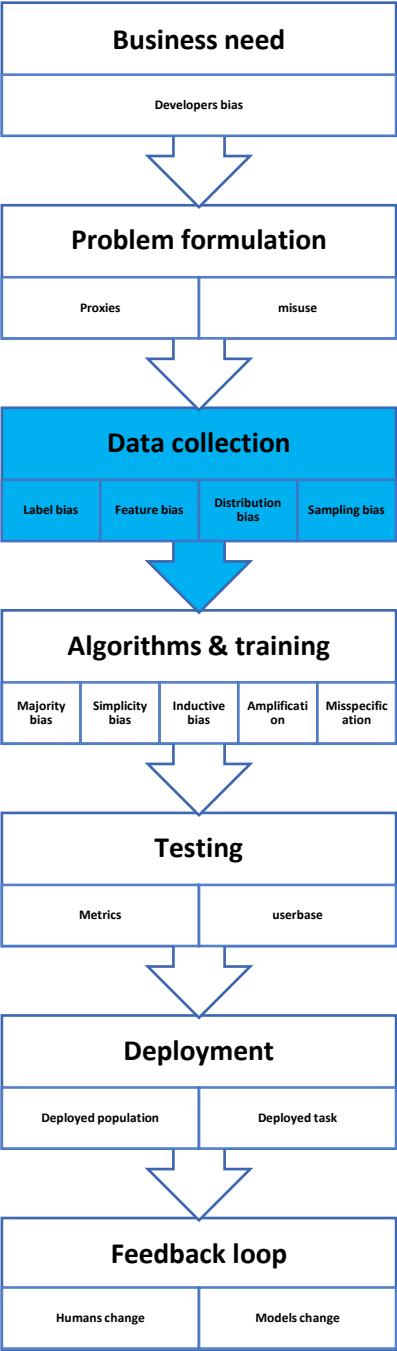 Business need
Developers bias
Problem formulation
Proxies
misuse
Data collection
Label bias
Feature bias
Distribution
bias
Sampling bias
Algorithms & training
Majority
bias
Simplicity
bias
Inductive
bias
Amplificati
on
Misspecific
ation
Testing
Metrics
userbase
Deployment
Deployed population
Deployed task
Feedback loop
Humans change
Models change